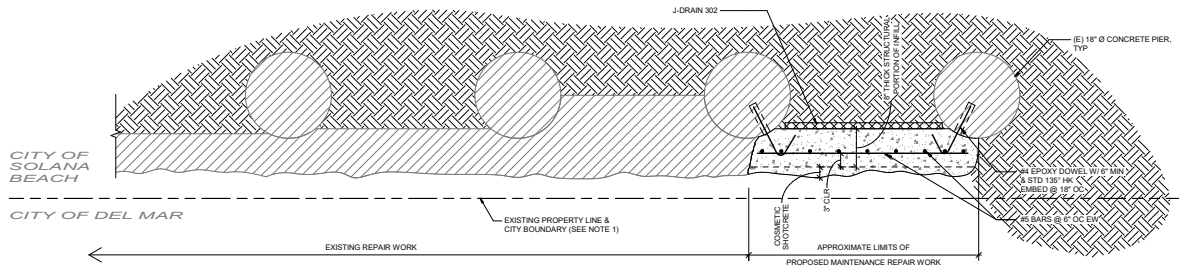 J-DRAIN 302
(E) 18" Ø CONCRETE PIER,
TYP
THICK STRUCTURAL
PORTION OF INFILL
CITY OF
SOLANA
BEACH
CITY OF DEL MAR
#4 EPOXY DOWEL W/ 6" MIN
& STD 135° HK
EMBED @ 18" OC
#5 BARS @ 6" OC EW
COSMETIC
SHOTCRETE
3" CLR
EXISTING PROPERTY LINE &
CITY BOUNDARY (SEE NOTE 1)
EXISTING REPAIR WORK
APPROXIMATE LIMITS OF
PROPOSED MAINTENANCE REPAIR WORK